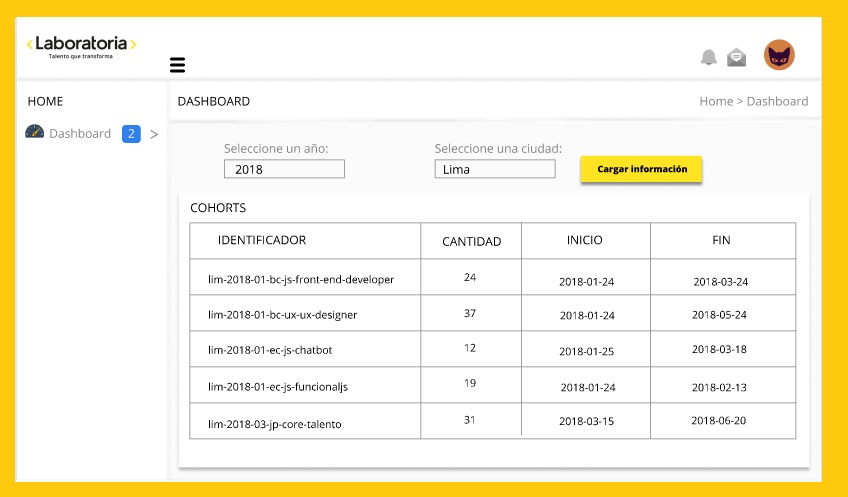 <Laboratoria>
Talento que transforma
HOME
DASHBOARD
Home > Dashboard
Dashboard 2 >
Seleccione un año:
Seleccione una ciudad:
2018
Lima
Cargar información
COHORTS
IDENTIFICADOR CANTIDAD INICIO FIN
lim-2018-01-bc-js-front-end-developer 24 2018-01-24 2018-03-24
lim-2018-01-bc-ux-ux-designer 37 2018-01-24 2018-05-24
lim-2018-01-ec-js-chatbot 12 2018-01-25 2018-03-18
lim-2018-01-ec-js-funcionaljs 19 2018-01-24 2018-02-13
lim-2018-03-jp-core-talento 31 2018-03-15 2018-06-20